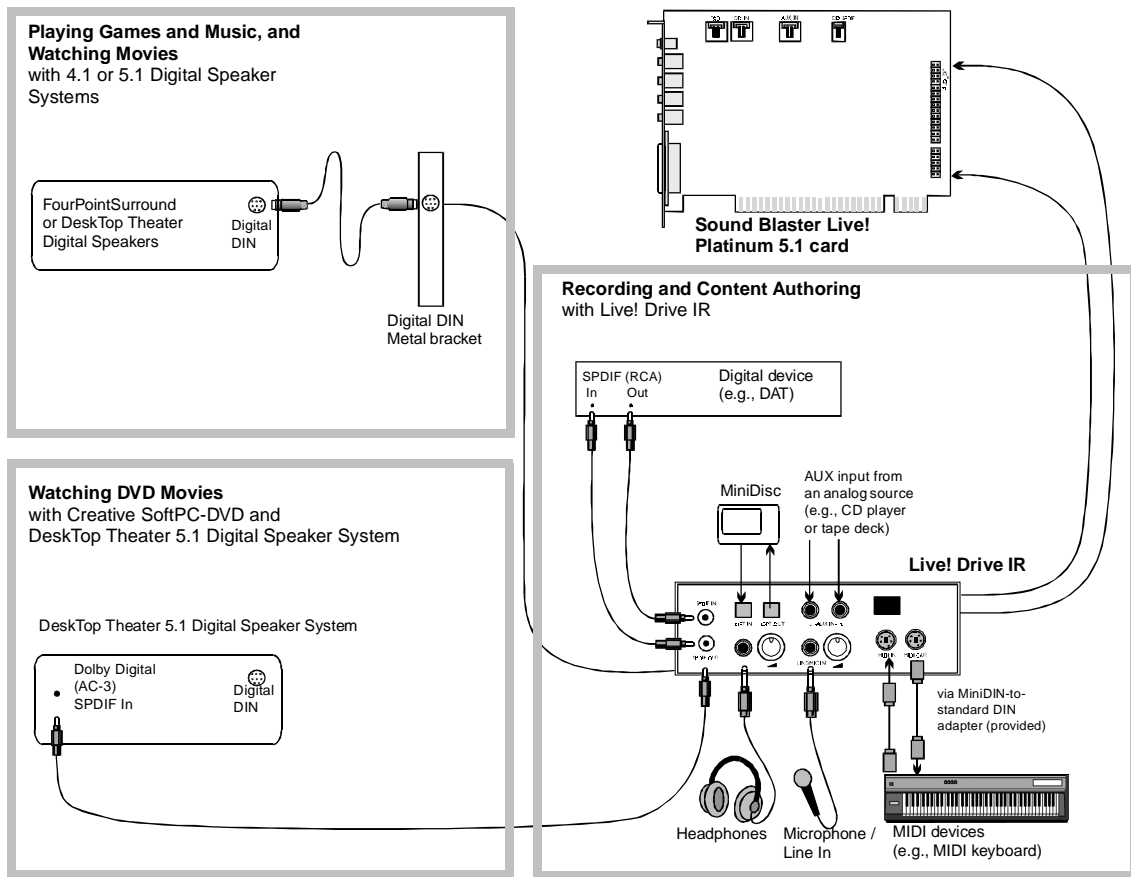 Playing Games and Music, and
Watching Movies
with 4.1 or 5.1 Digital Speaker
Systems
FourPointSurround
or DeskTop Theater
Digital Speakers
Digital
DIN
Digital DIN
Metal bracket
Sound Blaster Live!
Platinum 5.1 card
Recording and Content Authoring
with Live! Drive IR
SPDIF (RCA)
In Out
Digital device
(e.g., DAT)
MiniDisc
AUX input from
an analog source
(e.g., CD player
or tape deck)
Live! Drive IR
AUX IN
MIDI IN
via MiniDIN-to-
standard DIN
adapter (provided)
Headphones
Microphone /
Line In
MIDI devices
(e.g., MIDI keyboard)
Watching DVD Movies
with Creative SoftPC-DVD and
DeskTop Theater 5.1 Digital Speaker System
DeskTop Theater 5.1 Digital Speaker System
Dolby Digital
(AC-3)
SPDIF In
Digital
DIN